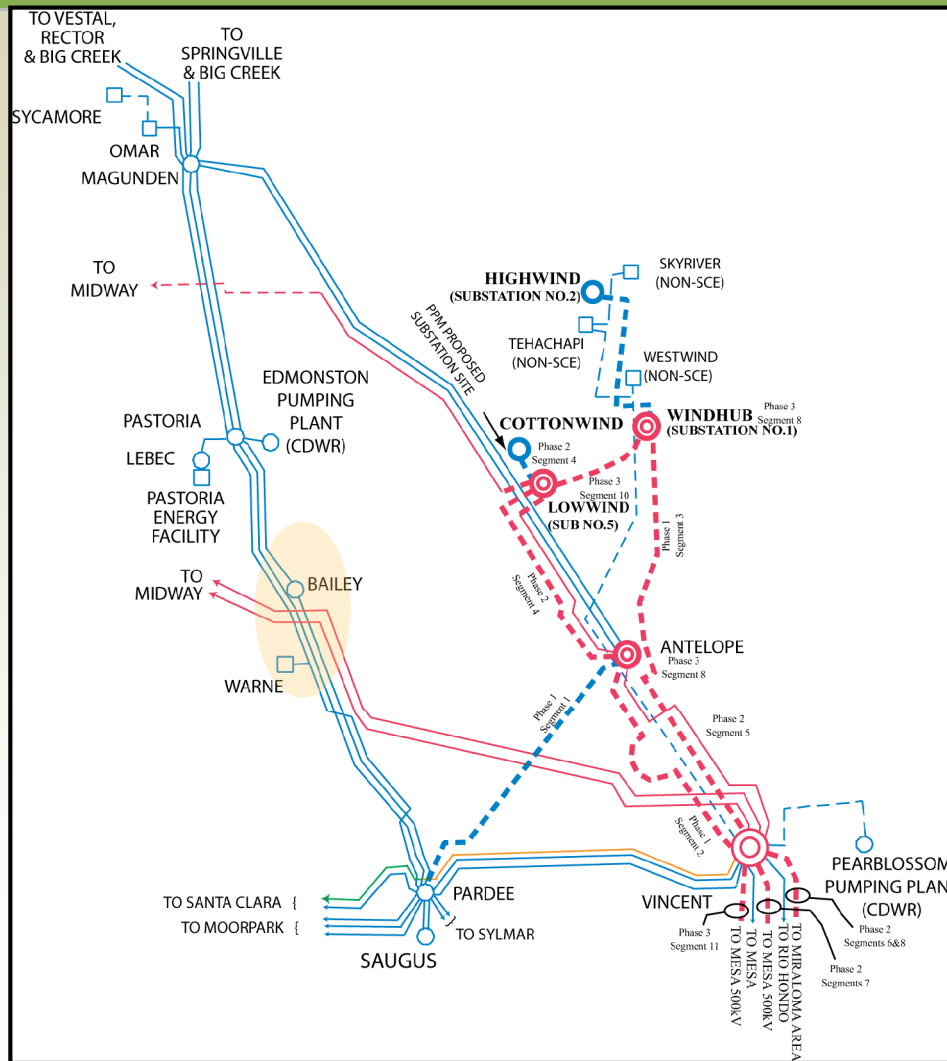 TO VESTAL,
RECTOR
& BIG CREEK
TO
SPRINGVILLE
& BIG CREEK
SYCAMORE
OMAR
MAGUNDEN
TO
MIDWAY
HIGHWIND
(SUBSTATION NO.2)
SKYRIVER
(NON-SCE)
TEHACHAPI
(NON-SCE)
WESTWIND
(NON-SCE)
PPM PROPOSED
SUBSTATION SITE
EDMONSTON
PUMPING
PLANT
(CDWR)
PASTORIA
LEBEC
PASTORIA
ENERGY
FACILITY
COTTONWIND
Phase 2
Segment 4
WINDHUB
(SUBSTATION NO.1)
Phase 3
Segment 8
Phase 3
Segment 10
LOWWIND
(SUB NO.5)
Phase 1
Segment 3
TO
MIDWAY
BAILEY
Phase 2
Segment 4
WARNE
ANTELOPE
Phase 3
Segment 8
Phase 1
Segment 1
Phase 2
Segment 5
Phase 1
Segment 2
PEARBLOSSOM
PUMPING PLANT
(CDWR)
VINCENT
PARDEE
TO SANTA CLARA {
TO MOORPARK {
} TO SYLMAR
SAUGUS
Phase 3
Segment 11
Phase 2
Segments 6&8
Phase 2
Segments 7
TO MESA 500kV
TO MESA
TO MESA 500kV
TO RIO HONDO
TO MIRALOMA AREA